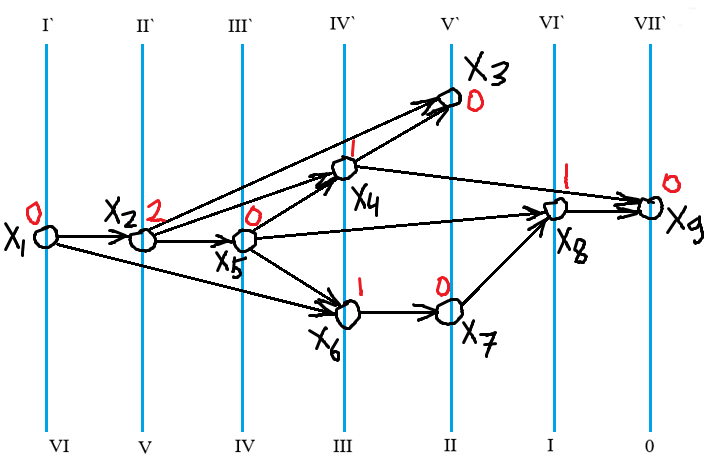 I` II` III` IV` V` VI` VII`
X3
0
1
X4
1
0
0
X2
2
0
X9
X1
X5
X8
1
0
X6
X7
VI V IV III II I 0